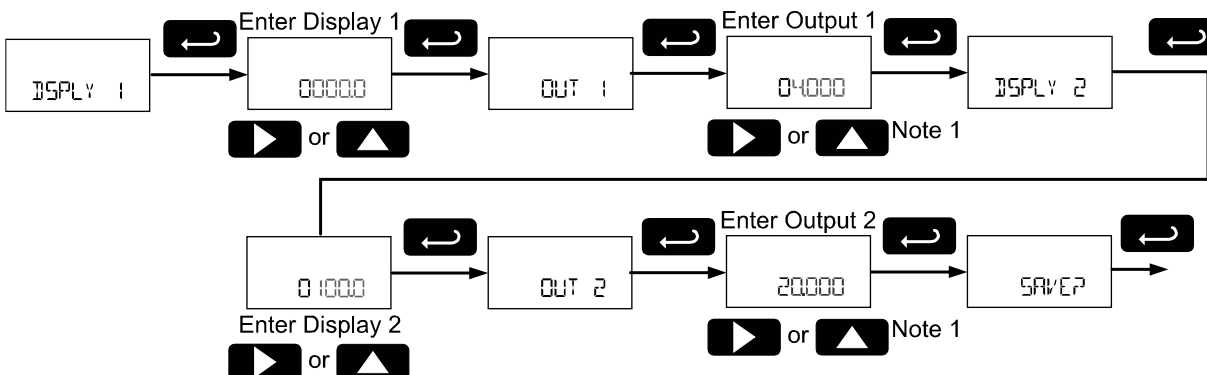 Enter Display 1
Enter Output 1
DSPLY 1
0000.0
OUT 1
04.000
DSPLY 2
or
or
Note 1
Enter Output 2
0100.0
OUT 2
20.000
SAVE?
Enter Display 2
or
Note 1
or